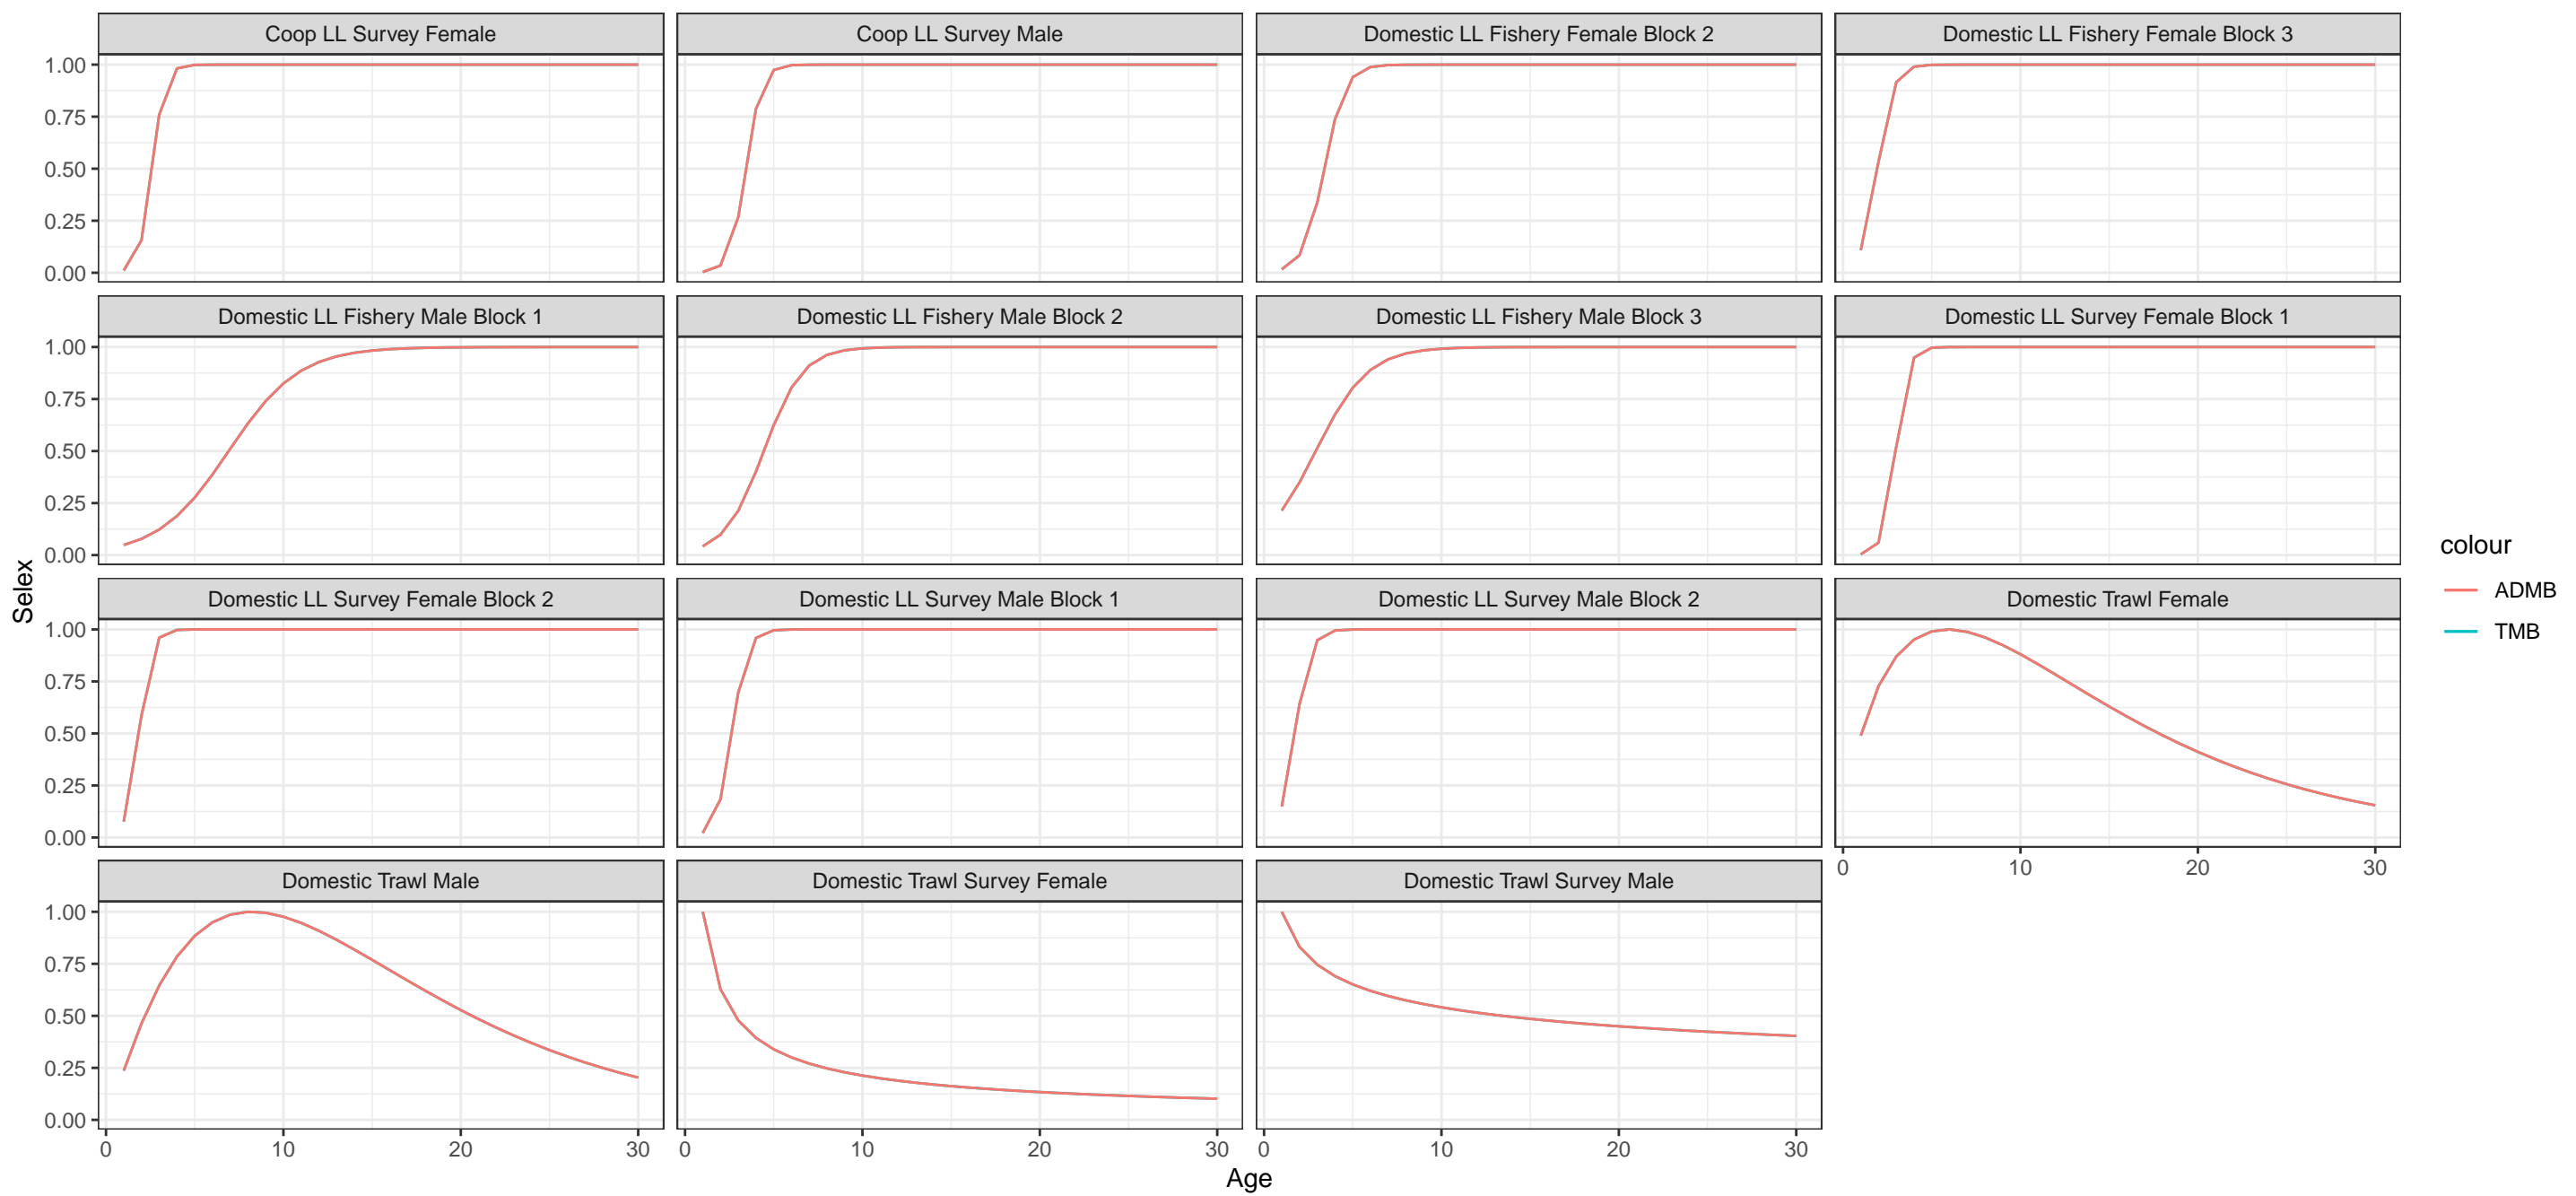 Coop LL Survey Female
Coop LL Survey Male
Domestic LL Fishery Female Block 2
Domestic LL Fishery Female Block 3
1.00
0.75
0.50
0.25
0.00
Domestic LL Fishery Male Block 1
Domestic LL Fishery Male Block 2
Domestic LL Fishery Male Block 3
Domestic LL Survey Female Block 1
1.00
0.75
0.50
0.25
0.00
Domestic LL Survey Female Block 2
Domestic LL Survey Male Block 1
Domestic LL Survey Male Block 2
Domestic Trawl Female
1.00
0.75
0.50
0.25
0.00
0 10 20 30
Domestic Trawl Male
Domestic Trawl Survey Female
Domestic Trawl Survey Male
1.00
0.75
0.50
0.25
0.00
0 10 20 30
0 10 20 30
0 10 20 30
Age
Selex
colour
ADMB
TMB